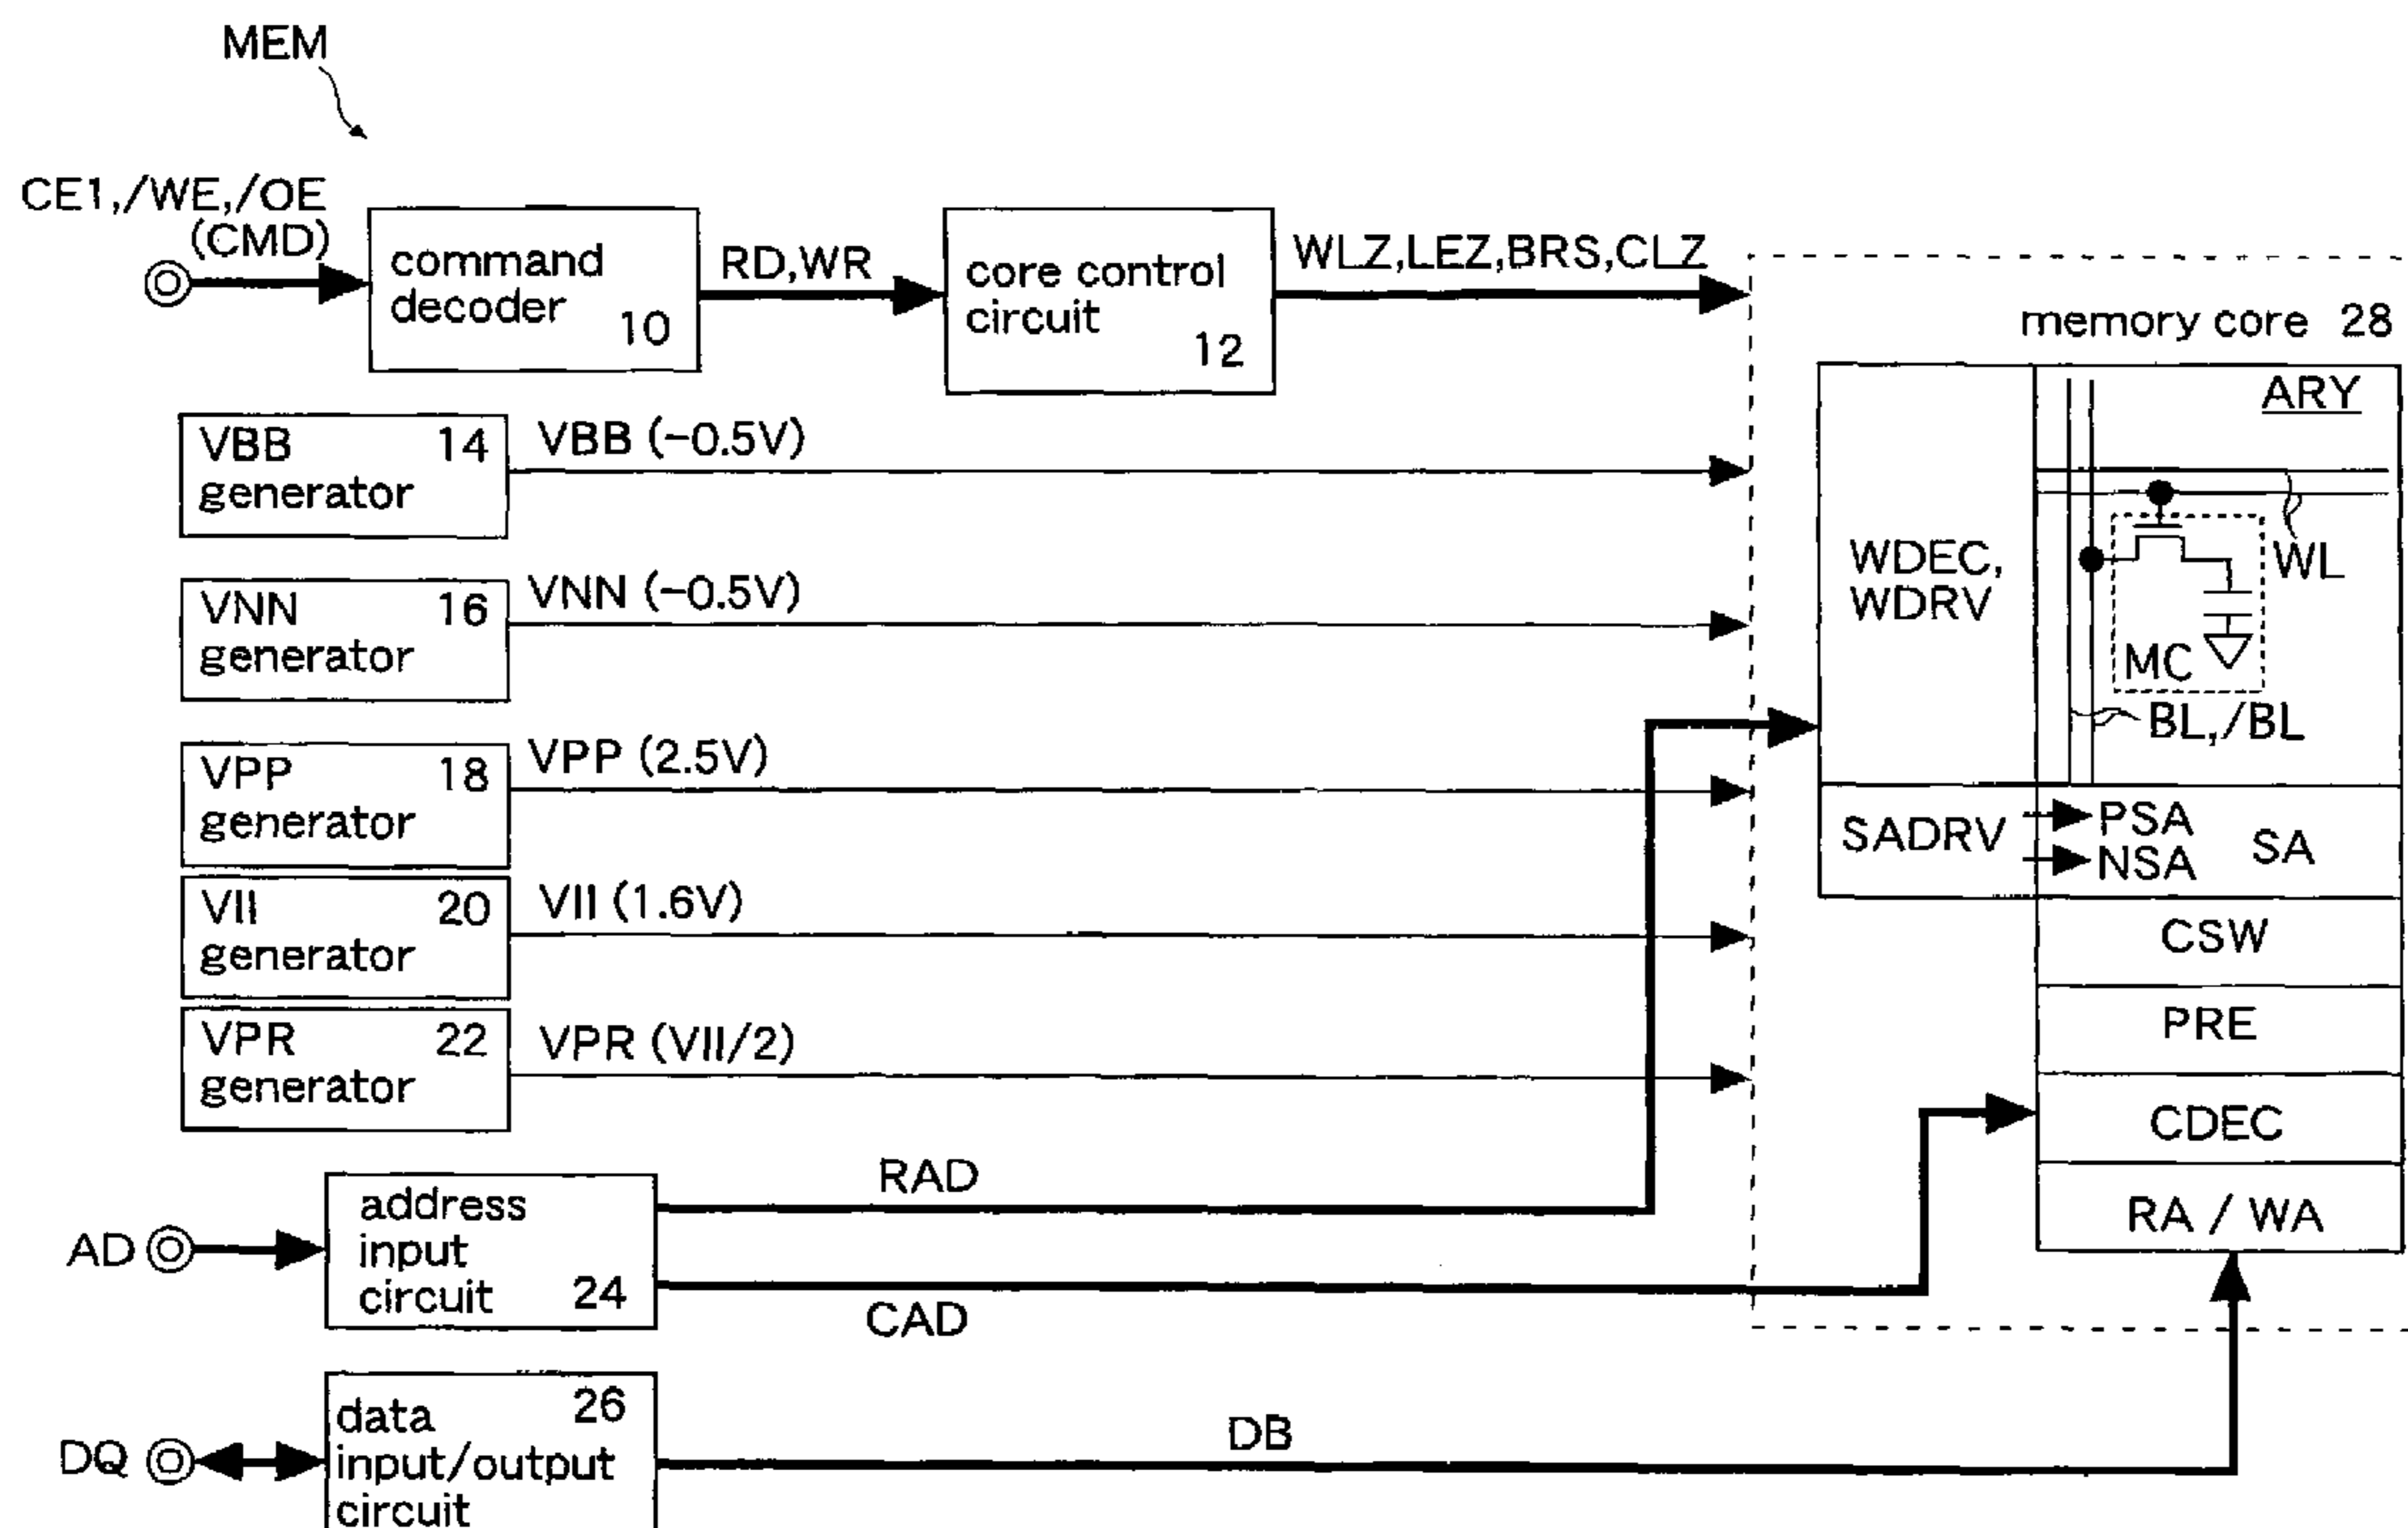 MEM
CE1,/WE,/OE
(CMD)
command
decoder
10
RD,WR
core control
circuit
12
WLZ,LEZ,BRS,CLZ
memory core 28
VBB 14
generator
VBB (-0.5V)
VNN 16
generator
VNN (-0.5V)
VPP 18
generator
VPP (2.5V)
VII 20
generator
VII (1.6V)
VPR 22
generator
VPR (VII/2)
AD
address
input
circuit 24
RAD
CAD
DQ
26
data
input/output
circuit
DB
WDEC,
WDRV
ARY
WL
MC
BL,/BL
SADRV
PSA
NSA
SA
CSW
PRE
CDEC
RA / WA